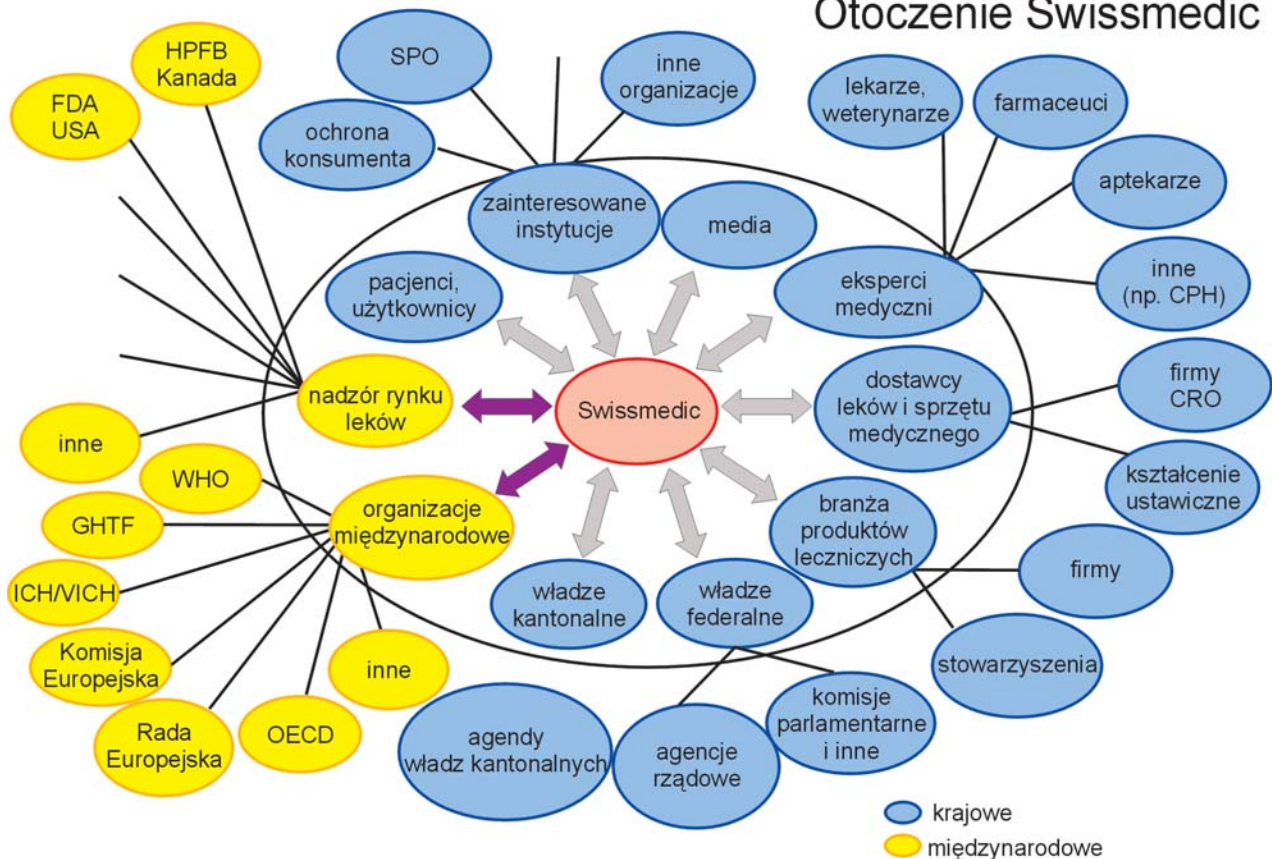 Otoczenie Swissmedic
HPFB
Kanada
FDA
USA
SPO
ochrona
konsumenta
inne
organizacje
lekarze,
weterynarze
farmaceuci
aptekarze
inne
(np. CPH)
zainteresowane
instytucje
media
pacjenci,
użytkownicy
eksperci
medyczni
nadzór rynku
leków
Swissmedic
dostawcy
leków i sprzętu
medycznego
firmy
CRO
kształcenie
ustawiczne
inne
WHO
GHTF
ICH/VICH
Komisja
Europejska
Rada
Europejska
OECD
inne
organizacje
międzynarodowe
władze
kantonalne
władze
federalne
branża
produktów
leczniczych
firmy
stowarzyszenia
agendy
władz kantonalnych
agencje
rządowe
komisje
parlamentarne
i inne
krajowe
międzynarodowe